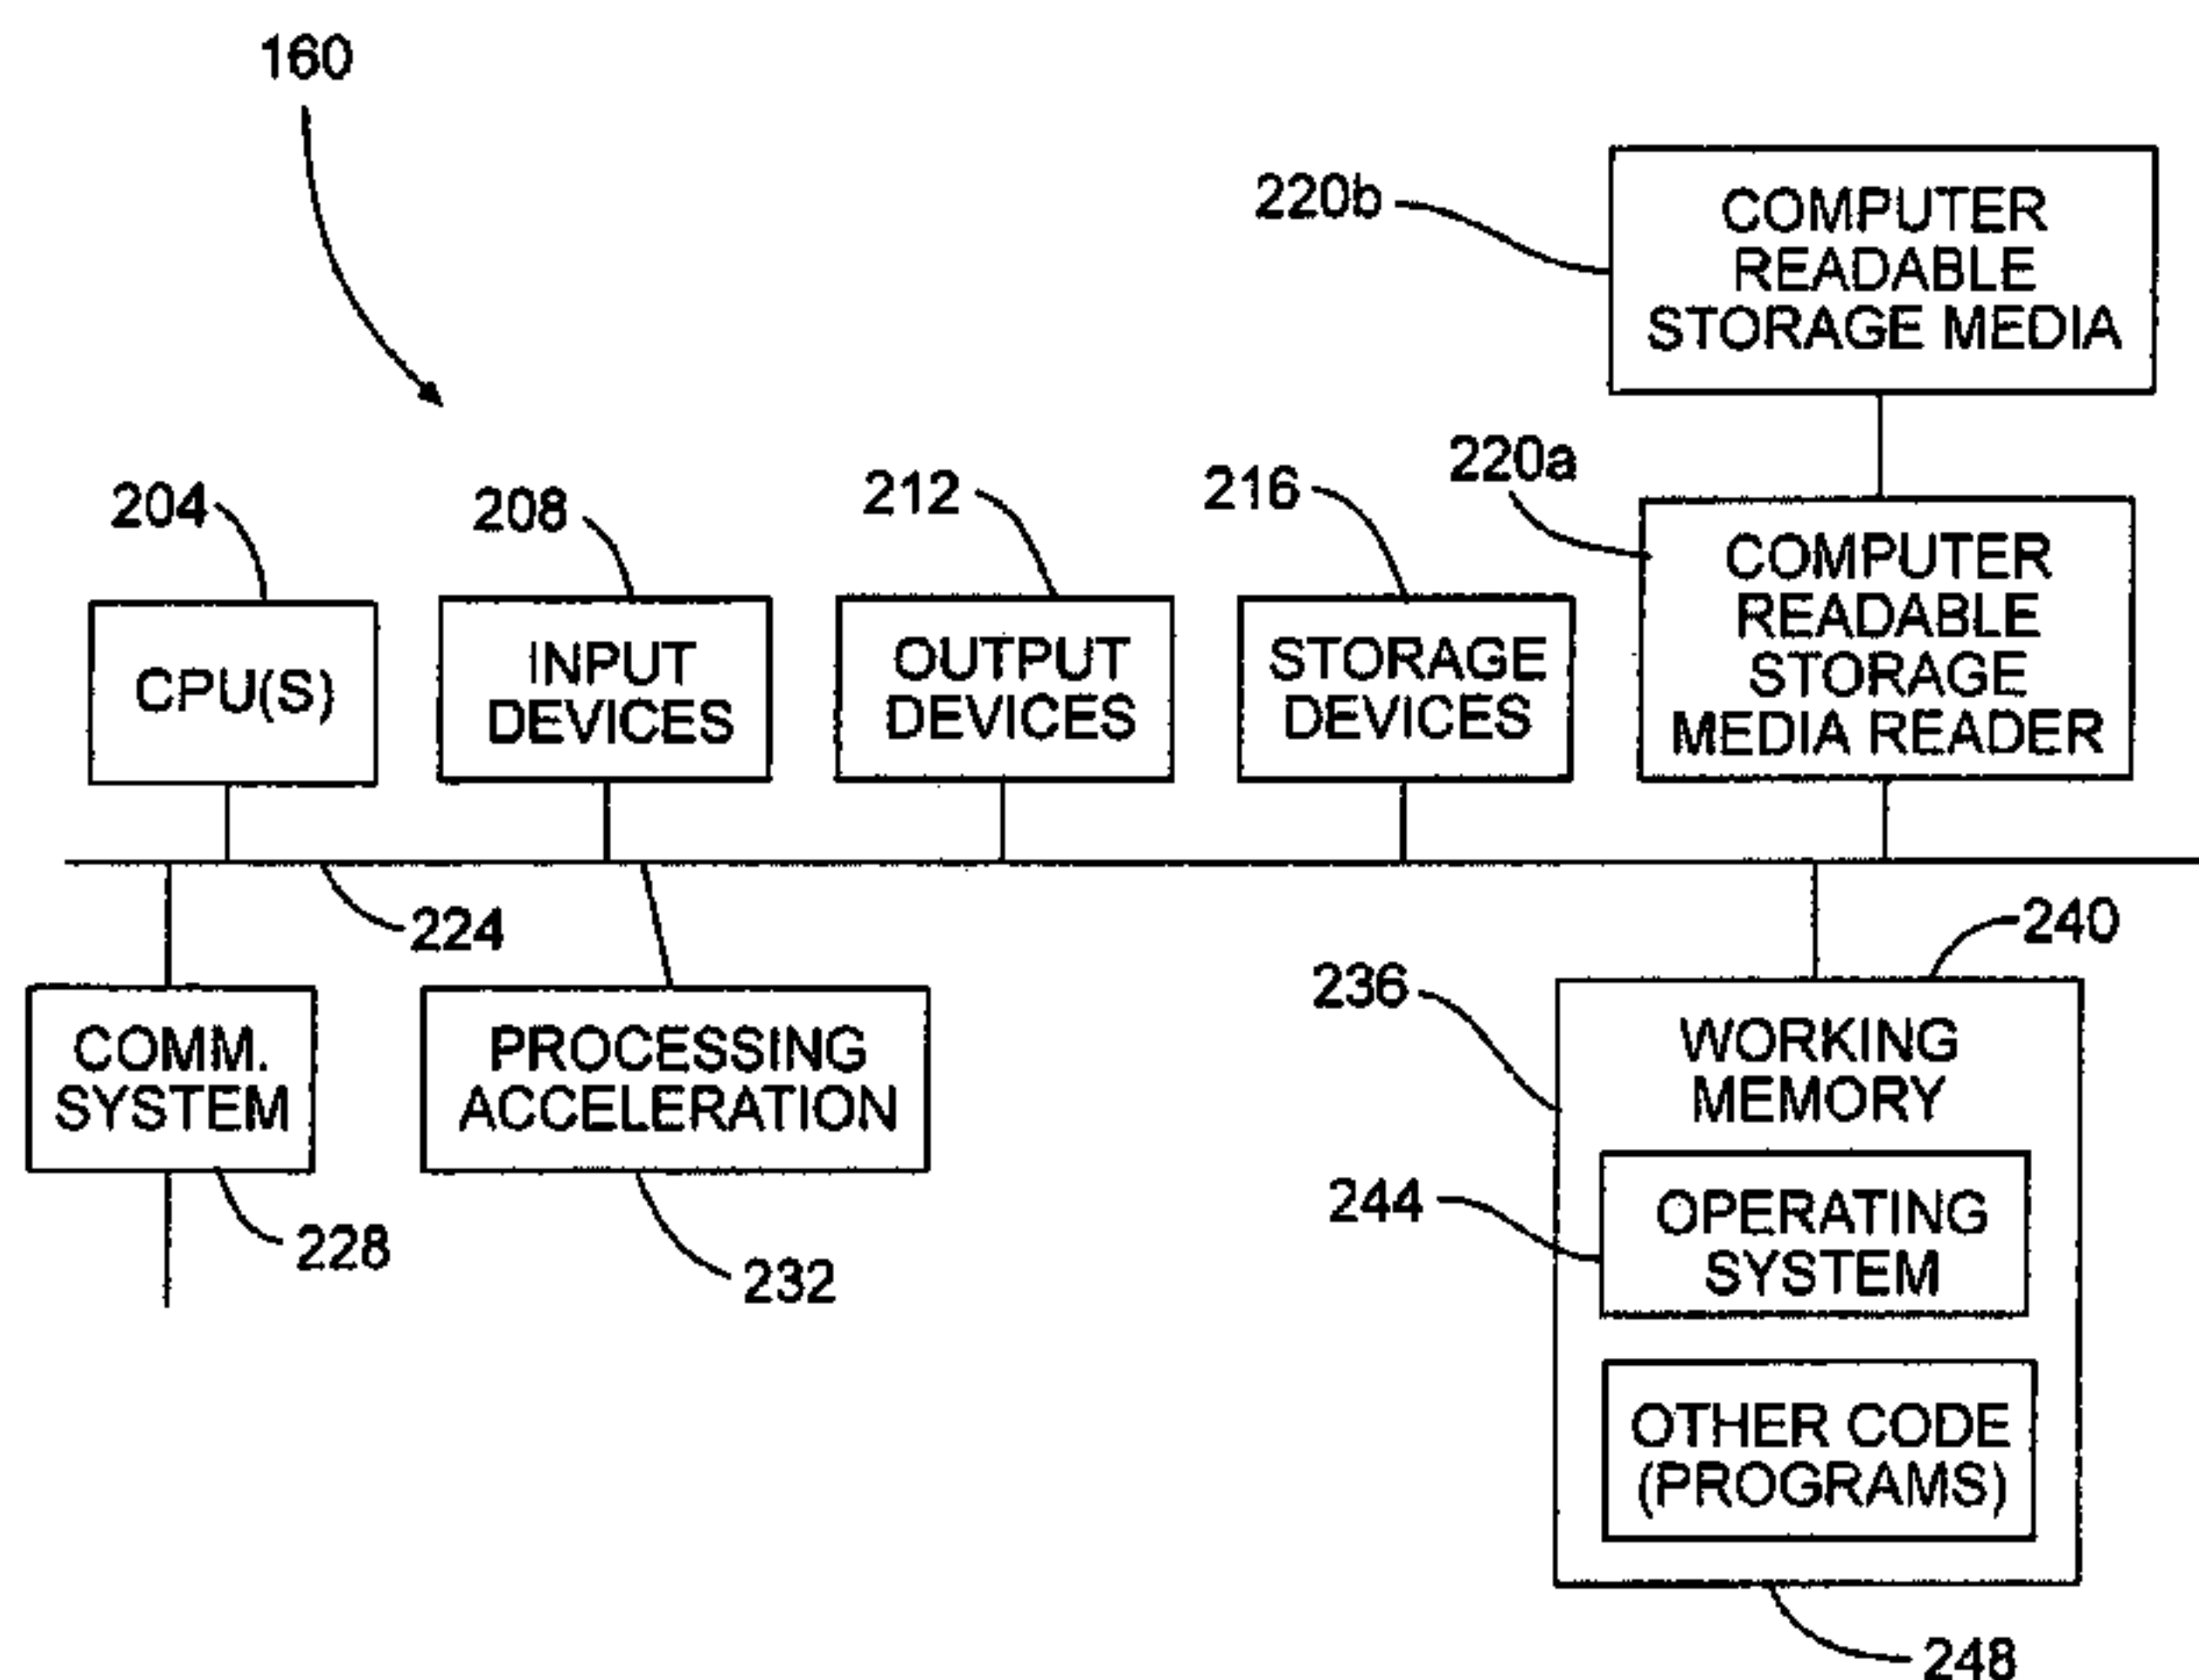 160
220b
COMPUTER
READABLE
STORAGE MEDIA
204
208
212
216
220a
CPU(S)
INPUT
DEVICES
OUTPUT
DEVICES
STORAGE
DEVICES
COMPUTER
READABLE
STORAGE
MEDIA READER
224
240
236
COMM.
SYSTEM
PROCESSING
ACCELERATION
WORKING
MEMORY
228
232
244
OPERATING
SYSTEM
OTHER CODE
(PROGRAMS)
248